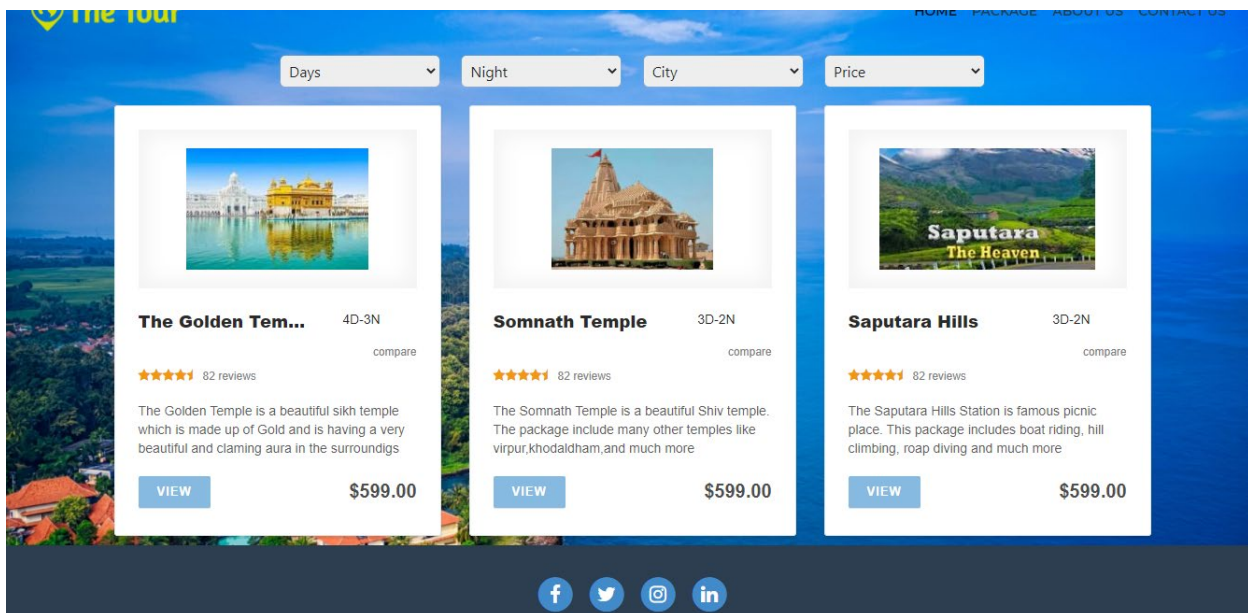 The Tour
HOME PACKAGE ABOUT US CONTACT US
Days Night City Price
Saputara
The Heaven
The Golden Tem... 4D-3N
compare
82 reviews
The Golden Temple is a beautiful sikh temple
which is made up of Gold and is having a very
beautiful and claming aura in the surroundigs
VIEW $599.00
Somnath Temple 3D-2N
compare
82 reviews
The Somnath Temple is a beautiful Shiv temple.
The package include many other temples like
virpur,khodaldham,and much more
VIEW $599.00
Saputara Hills 3D-2N
compare
82 reviews
The Saputara Hills Station is famous picnic
place. This package includes boat riding, hill
climbing, roap diving and much more
VIEW $599.00